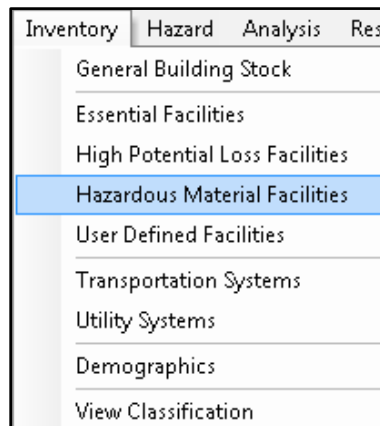 Inventory Hazard Analysis Res
General Building Stock
Essential Facilities
High Potential Loss Facilities
Hazardous Material Facilities
User Defined Facilities
Transportation Systems
Utility Systems
Demographics
View Classification